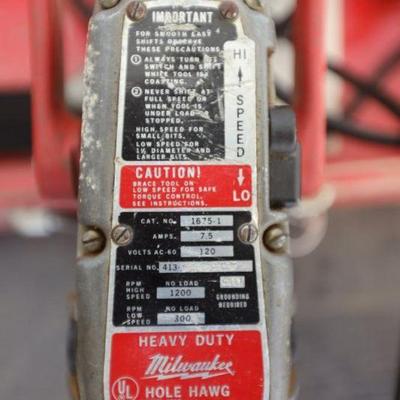 IMPORTANT
FOR SMOOTH EASY
SHIFTS OBSERVE
THESE PRECAUTIONS
① ALWAYS TURN OFF
SWITCH AND SHIFT
WHILE TOOL IS
COASTING.
② NEVER SHIFT AT
FULL SPEED OR
WHEN TOOL IS
UNDER LOAD OR
STOPPED.
HIGH SPEED FOR
SMALL BITS.
LOW SPEED FOR
DIAMETER AND
LARGER BITS.
HI
SPEED
LO
CAUTION!
BRACE TOOL ON
LOW SPEED FOR SAFE
TORQUE CONTROL.
SEE INSTRUCTIONS.
CAT. NO. 1675-1
AMPS. 7.5
VOLTS AC-60 120
SERIAL NO. 413
RPM NO LOAD
HIGH SPEED 1200
GROUNDING REQUIRED
RPM NO LOAD
LOW SPEED 300
HEAVY DUTY
Milwaukee
UL HOLE HAWG